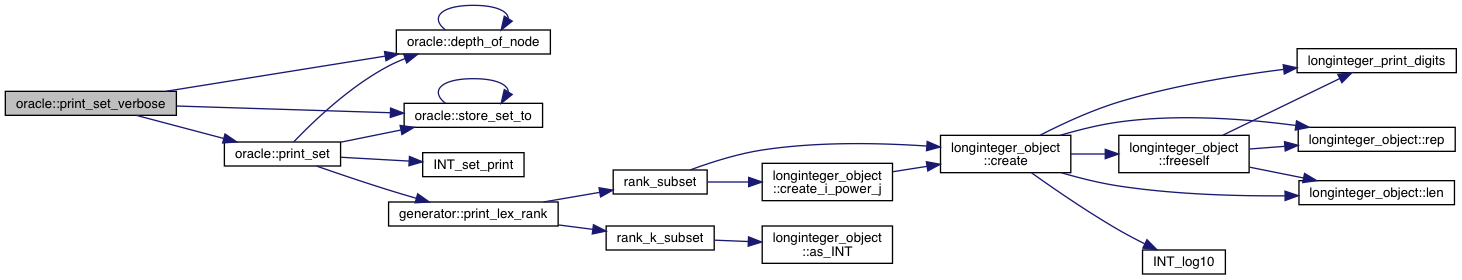 oracle::print_set_verbose
oracle::depth_of_node
oracle::store_set_to
oracle::print_set
INT_set_print
generator::print_lex_rank
rank_subset
rank_k_subset
longinteger_object
::create_i_power_j
longinteger_object
::as_INT
longinteger_object
::create
longinteger_object
::freeself
INT_log10
longinteger_print_digits
longinteger_object::rep
longinteger_object::len